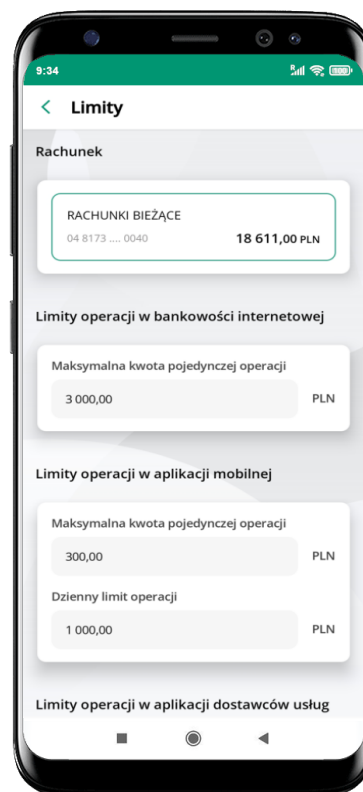 9:34
R
100
Limity
Rachunek
RACHUNKI BIEŻĄCE
04 8173 .... 0040 18 611,00 PLN
Limity operacji w bankowości internetowej
Maksymalna kwota pojedynczej operacji
3 000,00 PLN
Limity operacji w aplikacji mobilnej
Maksymalna kwota pojedynczej operacji
300,00 PLN
Dzienny limit operacji
1 000,00 PLN
Limity operacji w aplikacji dostawców usług